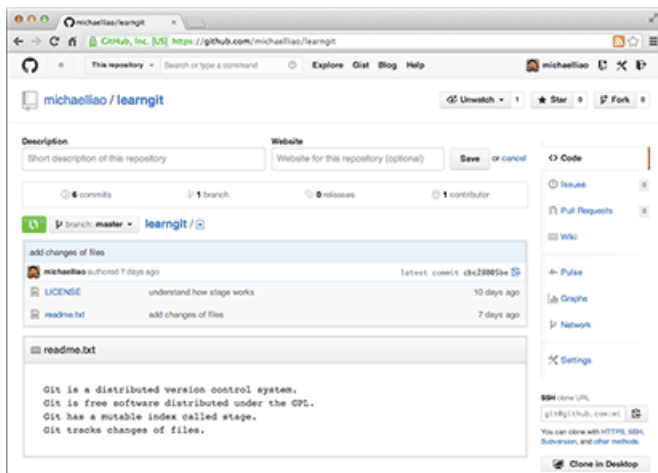 michaelliao/learngit
GitHub, Inc. [US] https://github.com/michaelliao/learngit
This repository Search or type a command Explore Gist Blog Help michaelliao
michaelliao / learngit Unwatch 1 Star 0 Fork 0
Description Website
Short description of this repository Website for this repository (optional) Save or cancel
6 commits 1 branch 0 releases 1 contributor
branch: master learngit /
add changes of files
michaelliao authored 7 days ago latest commit cbc28005be
LICENSE understand how stage works 10 days ago
readme.txt add changes of files 7 days ago
readme.txt
Git is a distributed version control system.
Git is free software distributed under the GPL.
Git has a mutable index called stage.
Git tracks changes of files.
Code
Issues 0
Pull Requests 0
Wiki
Pulse
Graphs
Network
Settings
SSH clone URL
git@github.com:mi
You can clone with HTTPS, SSH,
Subversion, and other methods.
Clone in Desktop